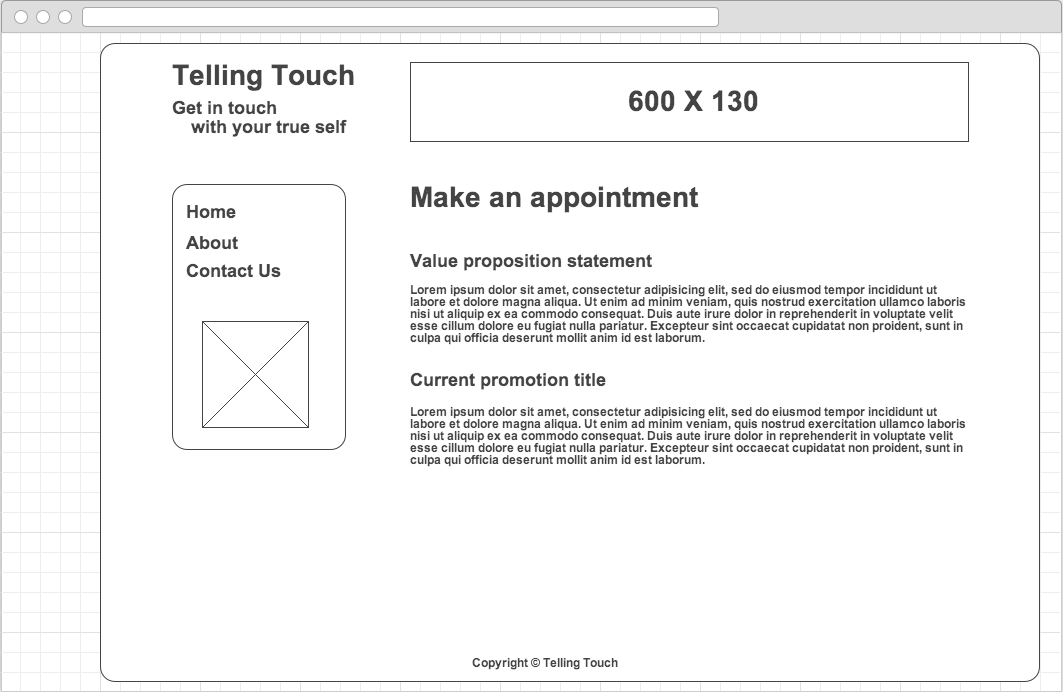 Telling Touch
Get in touch
with your true self
600 X 130
Home
About
Contact Us
Make an appointment
Value proposition statement
Lorem ipsum dolor sit amet, consectetur adipisicing elit, sed do eiusmod tempor incididunt ut
labore et dolore magna aliqua. Ut enim ad minim veniam, quis nostrud exercitation ullamco laboris
nisi ut aliquip ex ea commodo consequat. Duis aute irure dolor in reprehenderit in voluptate velit
esse cillum dolore eu fugiat nulla pariatur. Excepteur sint occaecat cupidatat non proident, sunt in
culpa qui officia deserunt mollit anim id est laborum.
Current promotion title
Lorem ipsum dolor sit amet, consectetur adipisicing elit, sed do eiusmod tempor incididunt ut
labore et dolore magna aliqua. Ut enim ad minim veniam, quis nostrud exercitation ullamco laboris
nisi ut aliquip ex ea commodo consequat. Duis aute irure dolor in reprehenderit in voluptate velit
esse cillum dolore eu fugiat nulla pariatur. Excepteur sint occaecat cupidatat non proident, sunt in
culpa qui officia deserunt mollit anim id est laborum.
Copyright © Telling Touch